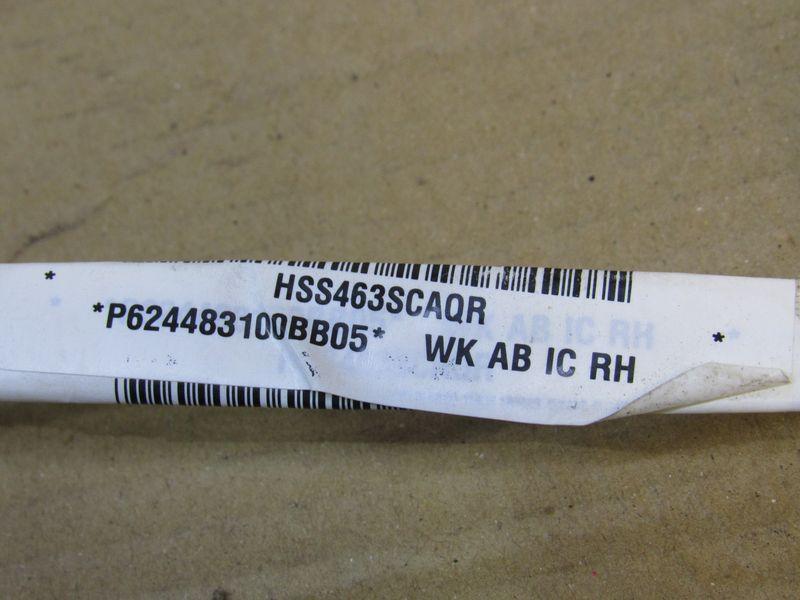 * HSS463SCAQR
*P624483100BB05* WK AB IC RH *